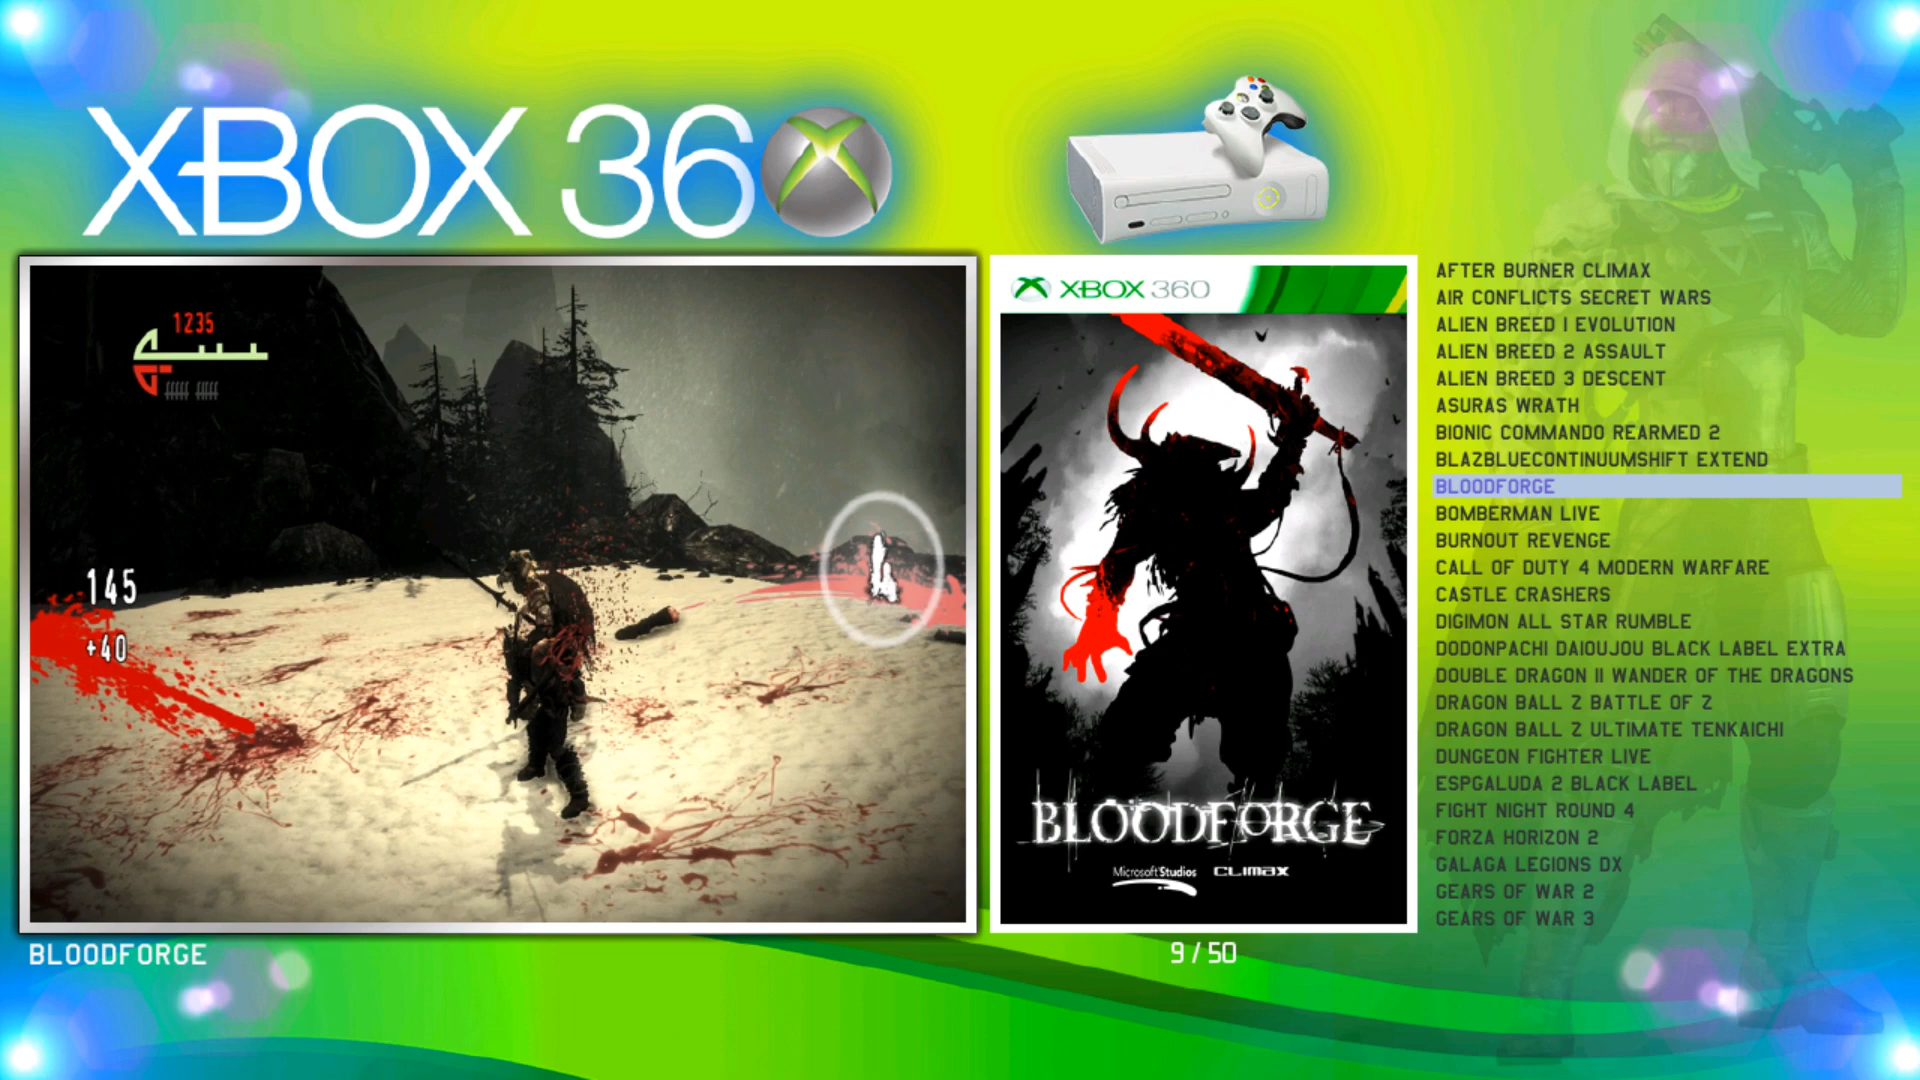 XBOX 360
1235
145
+40
XBOX 360
BLOODFORGE
Microsoft Studios CLIMAX
AFTER BURNER CLIMAX
AIR CONFLICTS SECRET WARS
ALIEN BREED 1 EVOLUTION
ALIEN BREED 2 ASSAULT
ALIEN BREED 3 DESCENT
ASURAS WRATH
BIONIC COMMANDO REARMED 2
BLAZBLUECONTINUUMSHIFT EXTEND
BLOODFORGE
BOMBERMAN LIVE
BURNOUT REVENGE
CALL OF DUTY 4 MODERN WARFARE
CASTLE CRASHERS
DIGIMON ALL STAR RUMBLE
DODONPACHI DAIOUJOU BLACK LABEL EXTRA
DOUBLE DRAGON II WANDER OF THE DRAGONS
DRAGON BALL Z BATTLE OF Z
DRAGON BALL Z ULTIMATE TENKAICHI
DUNGEON FIGHTER LIVE
ESPGALUDA 2 BLACK LABEL
FIGHT NIGHT ROUND 4
FORZA HORIZON 2
GALAGA LEGIONS DX
GEARS OF WAR 2
GEARS OF WAR 3
BLOODFORGE
9 / 50